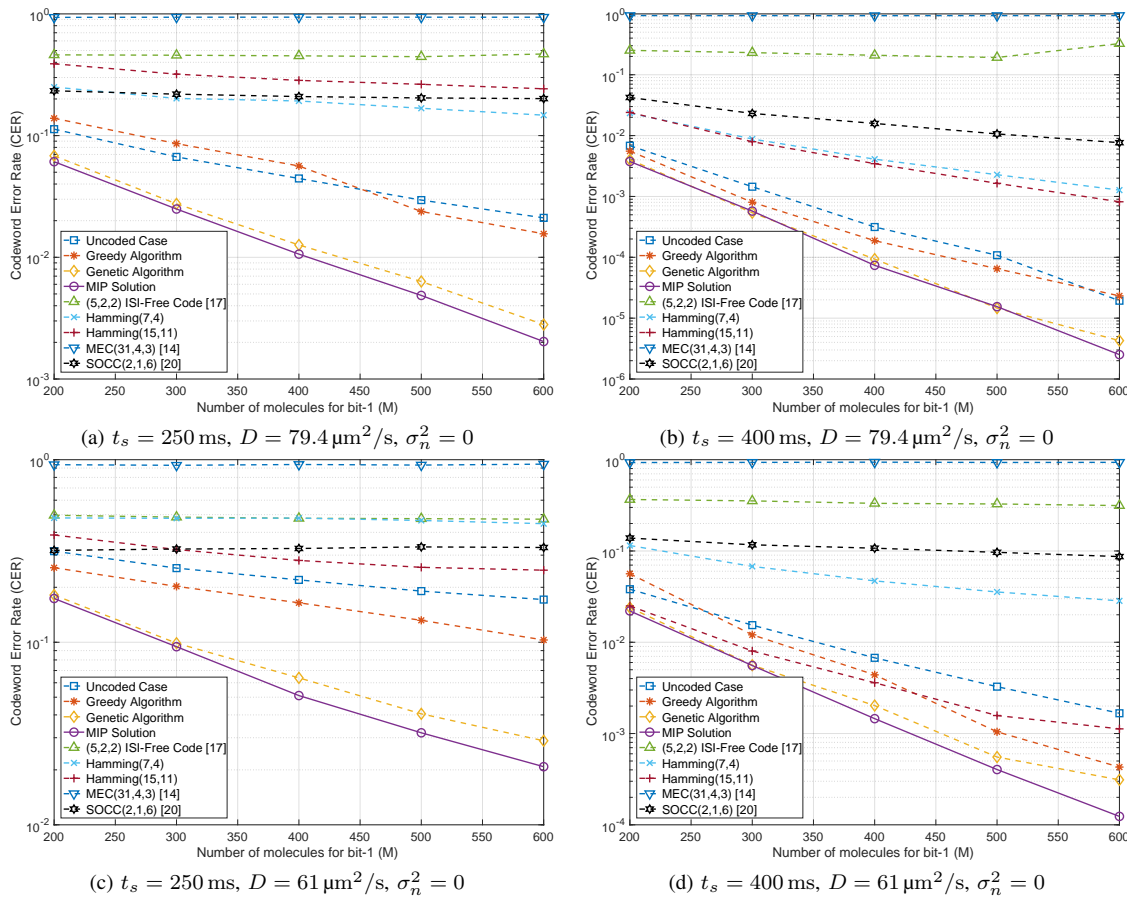 10^0
10^-1
10^-2
10^-3
Codeword Error Rate (CER)
Uncoded Case
Greedy Algorithm
Genetic Algorithm
MIP Solution
(5,2,2) ISI-Free Code [17]
Hamming(7,4)
Hamming(15,11)
MEC(31,4,3) [14]
SOCC(2,1,6) [20]
200 250 300 350 400 450 500 550 600
Number of molecules for bit-1 (M)
(a) t_s = 250 ms, D = 79.4 μm²/s, σ_n² = 0
10^0
10^-1
10^-2
10^-3
10^-4
10^-5
10^-6
Codeword Error Rate (CER)
Uncoded Case
Greedy Algorithm
Genetic Algorithm
MIP Solution
(5,2,2) ISI-Free Code [17]
Hamming(7,4)
Hamming(15,11)
MEC(31,4,3) [14]
SOCC(2,1,6) [20]
200 250 300 350 400 450 500 550 600
Number of molecules for bit-1 (M)
(b) t_s = 400 ms, D = 79.4 μm²/s, σ_n² = 0
10^0
10^-1
10^-2
Codeword Error Rate (CER)
Uncoded Case
Greedy Algorithm
Genetic Algorithm
MIP Solution
(5,2,2) ISI-Free Code [17]
Hamming(7,4)
Hamming(15,11)
MEC(31,4,3) [14]
SOCC(2,1,6) [20]
200 250 300 350 400 450 500 550 600
Number of molecules for bit-1 (M)
(c) t_s = 250 ms, D = 61 μm²/s, σ_n² = 0
10^0
10^-1
10^-2
10^-3
10^-4
Codeword Error Rate (CER)
Uncoded Case
Greedy Algorithm
Genetic Algorithm
MIP Solution
(5,2,2) ISI-Free Code [17]
Hamming(7,4)
Hamming(15,11)
MEC(31,4,3) [14]
SOCC(2,1,6) [20]
200 250 300 350 400 450 500 550 600
Number of molecules for bit-1 (M)
(d) t_s = 400 ms, D = 61 μm²/s, σ_n² = 0